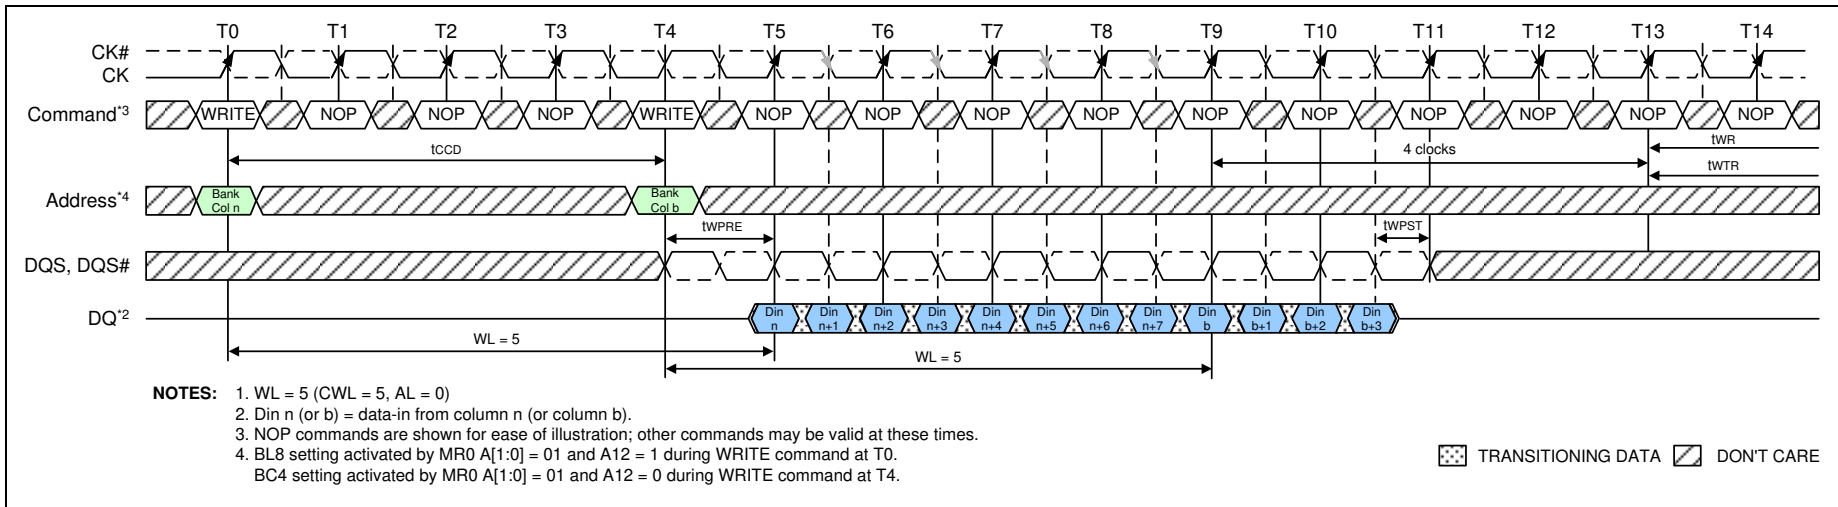 T0 T1 T2 T3 T4 T5 T6 T7 T8 T9 T10 T11 T12 T13 T14
CK#
CK
Command*3 WRITE NOP NOP NOP WRITE NOP NOP NOP NOP NOP NOP NOP NOP NOP NOP
tCCD 4 clocks tWR
tWTR
Address*4 Bank Col n Bank Col b
tWPRE tWPST
DQS, DQS#
DQ*2 Din n Din n+1 Din n+2 Din n+3 Din n+4 Din n+5 Din n+6 Din n+7 Din b Din b+1 Din b+2 Din b+3
WL = 5
WL = 5
NOTES: 1. WL = 5 (CWL = 5, AL = 0)
2. Din n (or b) = data-in from column n (or column b).
3. NOP commands are shown for ease of illustration; other commands may be valid at these times.
4. BL8 setting activated by MR0 A[1:0] = 01 and A12 = 1 during WRITE command at T0.
BC4 setting activated by MR0 A[1:0] = 01 and A12 = 0 during WRITE command at T4.
TRANSITIONING DATA DON'T CARE